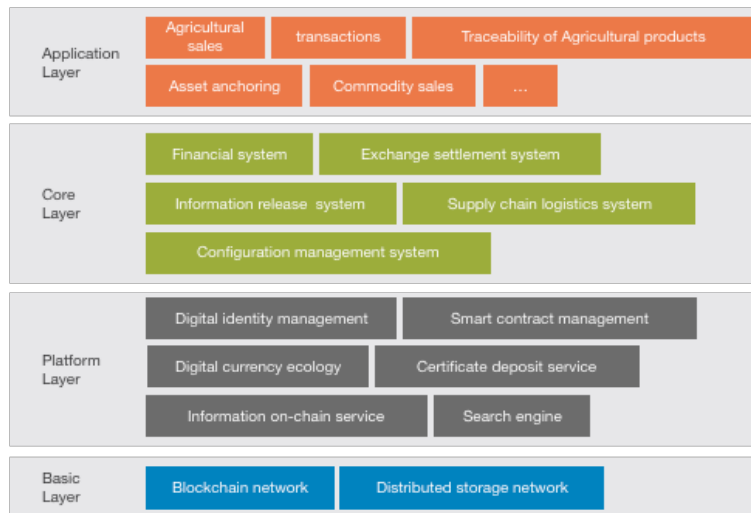 Application
Layer
Agricultural
sales
transactions
Traceability of Agricultural products
Asset anchoring
Commodity sales
...
Core
Layer
Financial system
Exchange settlement system
Information release system
Supply chain logistics system
Configuration management system
Platform
Layer
Digital identity management
Smart contract management
Digital currency ecology
Certificate deposit service
Information on-chain service
Search engine
Basic
Layer
Blockchain network
Distributed storage network